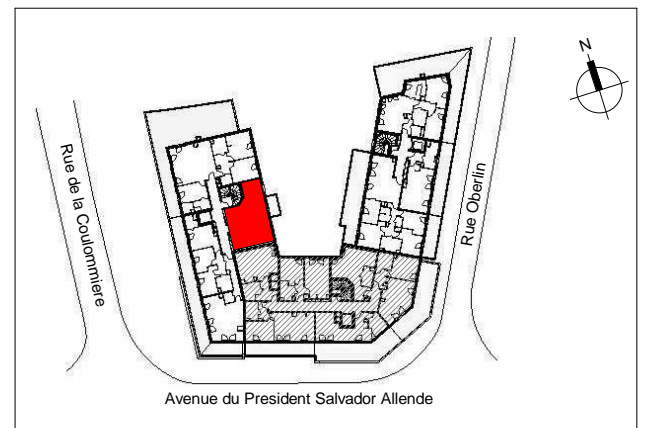 N
Rue de la Coulommiere
Rue Oberlin
Avenue du President Salvador Allende